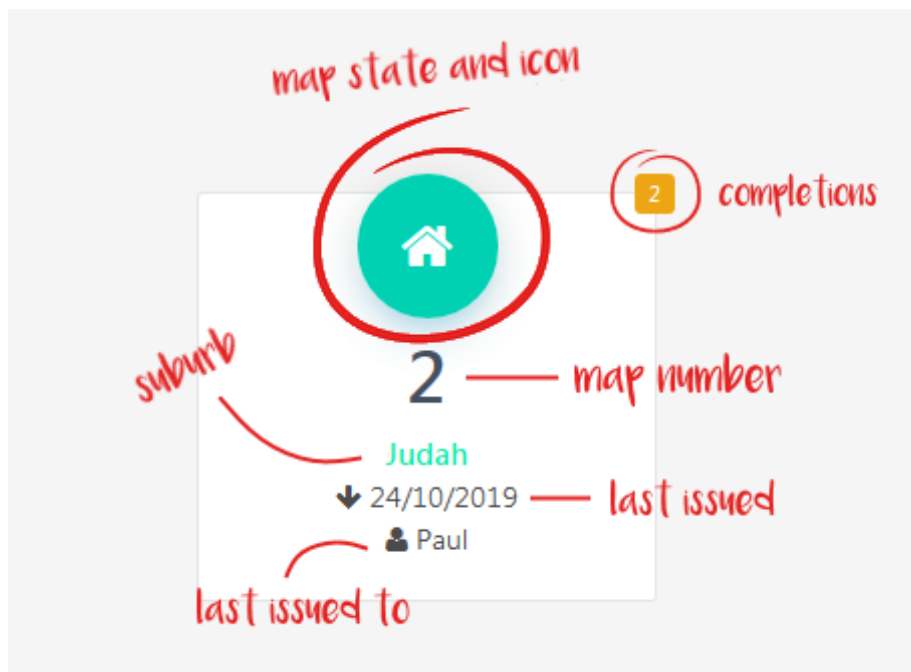 map state and icon
2 completions
suburb
2 map number
Judah
24/10/2019 last issued
Paul
last issued to